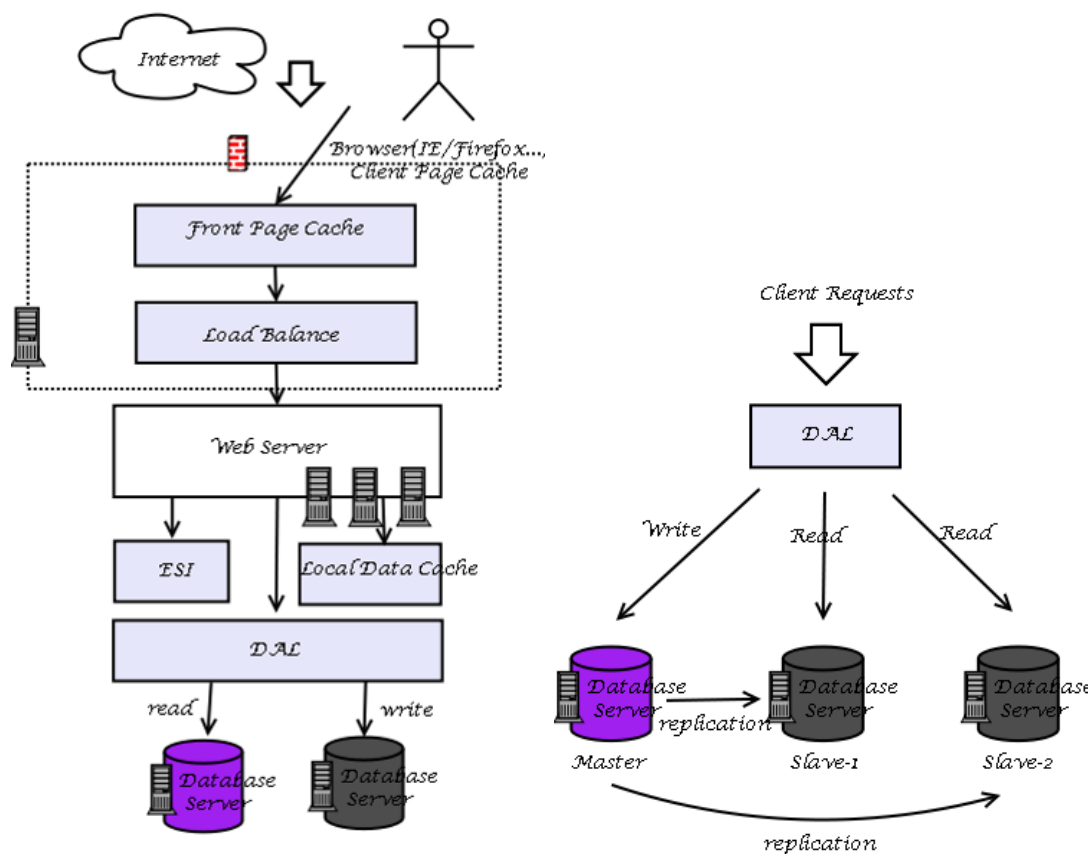 Internet
Browser(IE/Firefox...,
Client Page Cache
Front Page Cache
Load Balance
Web Server
ESI
Local Data Cache
DAL
read
write
Database
Server
Database
Server
Client Requests
DAL
Write
Read
Read
Database
Server
Database
Server
Database
Server
replication
Master
Slave-1
Slave-2
replication